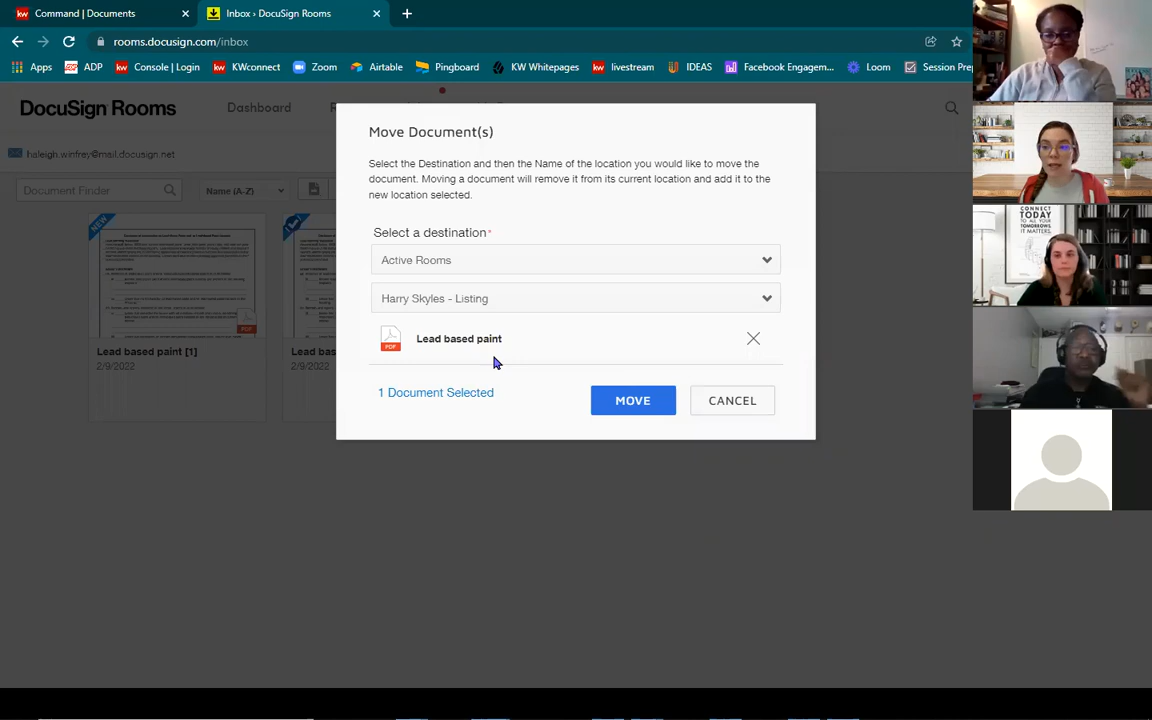 Command | Documents
Inbox › DocuSign Rooms
rooms.docusign.com/inbox
Apps
ADP
Console | Login
KWconnect
Zoom
Airtable
Pingboard
KW Whitepages
livestream
IDEAS
Facebook Engagem...
Loom
Session Pre
DocuSign Rooms
Dashboard
R
haleigh.winfrey@mail.docusign.net
Document Finder
Name (A-Z)
NEW
Lead based paint [1]
2/9/2022
Lead bas
2/9/2022
Move Document(s)
Select the Destination and then the Name of the location you would like to move the
document. Moving a document will remove it from its current location and add it to the
new location selected.
Select a destination*
Active Rooms
Harry Skyles - Listing
PDF
Lead based paint
1 Document Selected
MOVE
CANCEL
CONNECT
TODAY
TO ALL YOUR
TOMORROWS.
IT MATTERS.